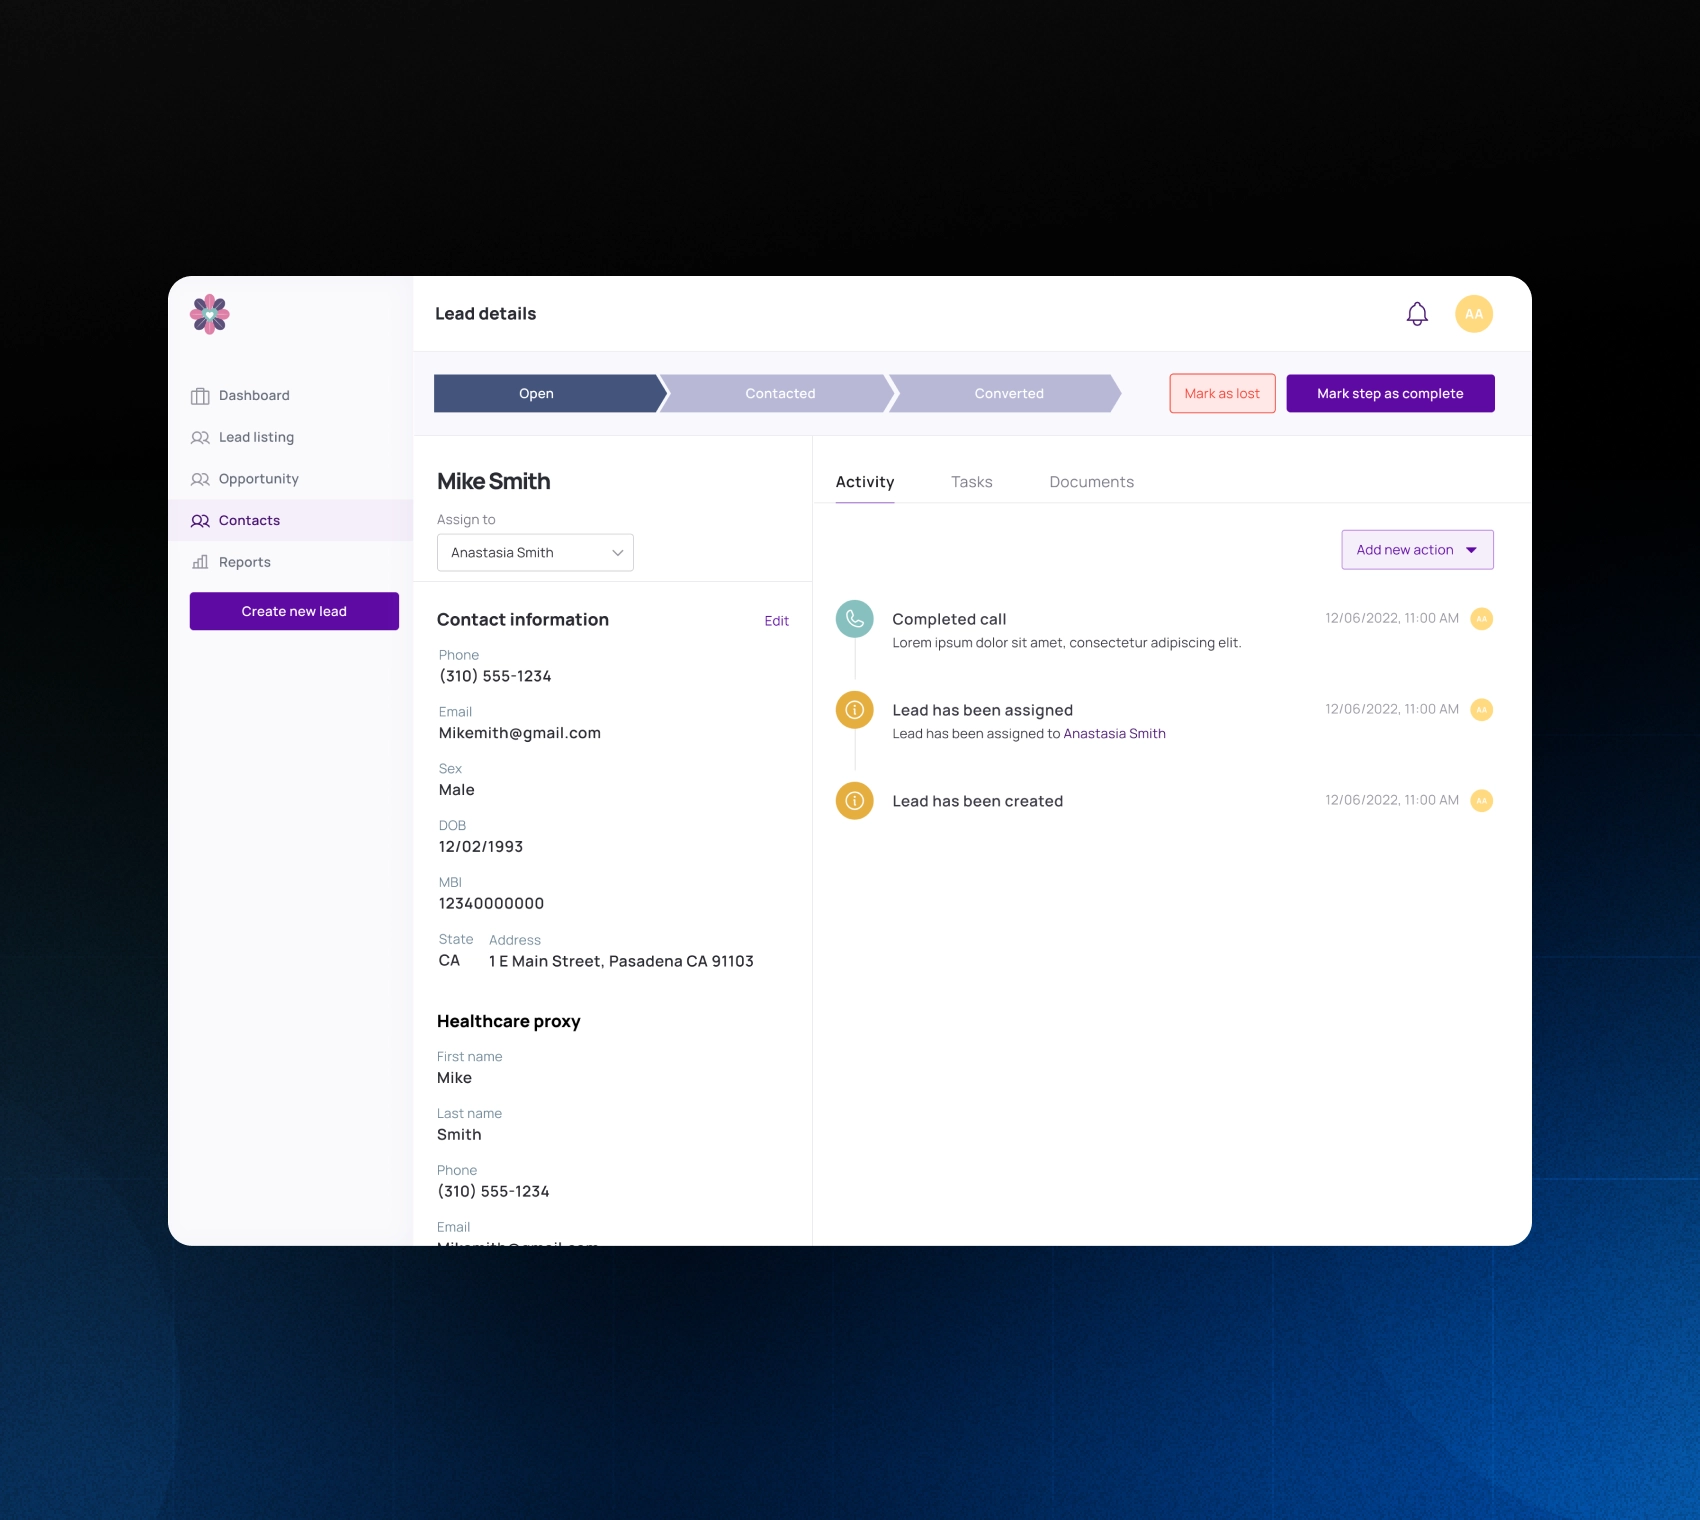 Lead details
AA
Dashboard
Lead listing
Opportunity
Contacts
Reports
Create new lead
Open
Contacted
Converted
Mark as lost
Mark step as complete
Mike Smith
Assign to
Anastasia Smith
Contact information
Edit
Phone
(310) 555-1234
Email
Mikemith@gmail.com
Sex
Male
DOB
12/02/1993
MBI
12340000000
State
CA
Address
1 E Main Street, Pasadena CA 91103
Healthcare proxy
First name
Mike
Last name
Smith
Phone
(310) 555-1234
Email
Activity
Tasks
Documents
Add new action
Completed call
12/06/2022, 11:00 AM
AA
Lorem ipsum dolor sit amet, consectetur adipiscing elit.
Lead has been assigned
12/06/2022, 11:00 AM
AA
Lead has been assigned to Anastasia Smith
Lead has been created
12/06/2022, 11:00 AM
AA